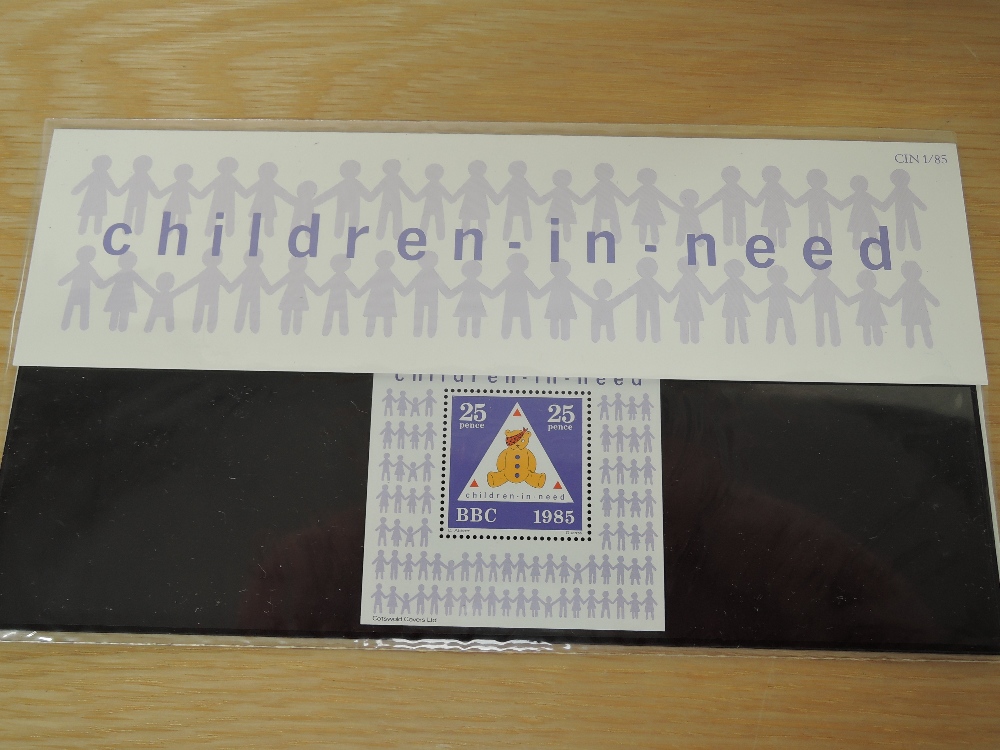 CIN 1/85
children-in-need
children-in-need
25 25
pence pence
children-in need
BBC 1985
Cotswold Covers Ltd